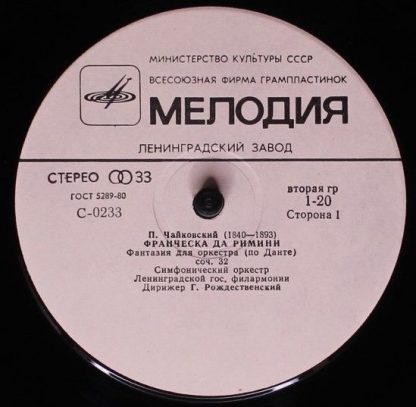 МИНИСТЕРСТВО КУЛЬТУРЫ СССР
ВСЕСОЮЗНАЯ ФИРМА ГРАМПЛАСТИНОК
МЕЛОДИЯ
ЛЕНИНГРАДСКИЙ ЗАВОД
СТЕРЕО 33
ГОСТ 5289-80
С-0233
вторая гр
1-20
Сторона 1
П. Чайковский (1840—1893)
ФРАНЧЕСКА ДА РИМИНИ
Фантазия для оркестра (по Данте)
соч. 32
Симфонический оркестр
Ленинградской гос. филармонии
Дирижер Г. Рождественский